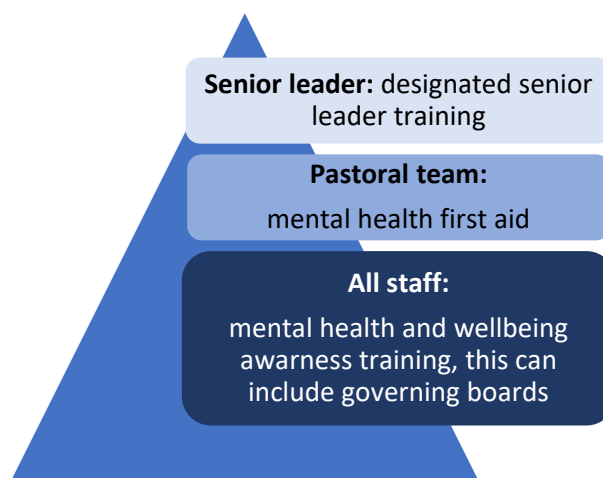 Senior leader: designated senior
leader training
Pastoral team:
mental health first aid
All staff:
mental health and wellbeing
awarness training, this can
include governing boards